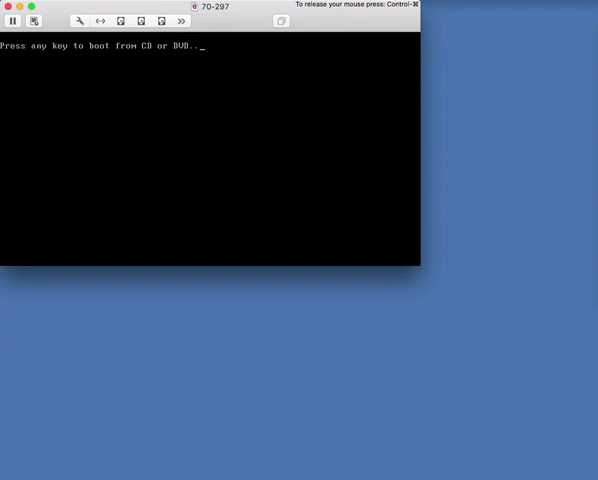 70-297
To release your mouse press: Control-⌘
Press any key to boot from CD or DVD.._